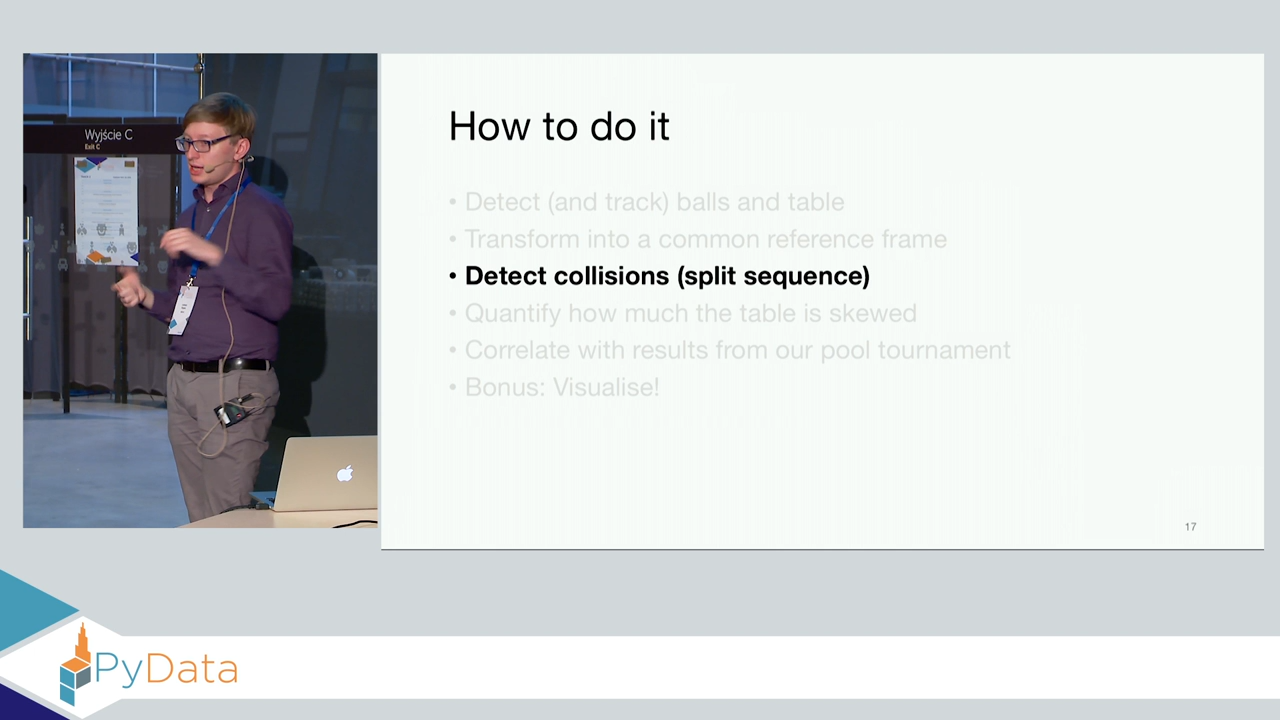 Wyjście C
Exit C
How to do it
• Detect (and track) balls and table
• Transform into a common reference frame
• Detect collisions (split sequence)
• Quantify how much the table is skewed
• Correlate with results from our pool tournament
• Bonus: Visualise!
17
PyData